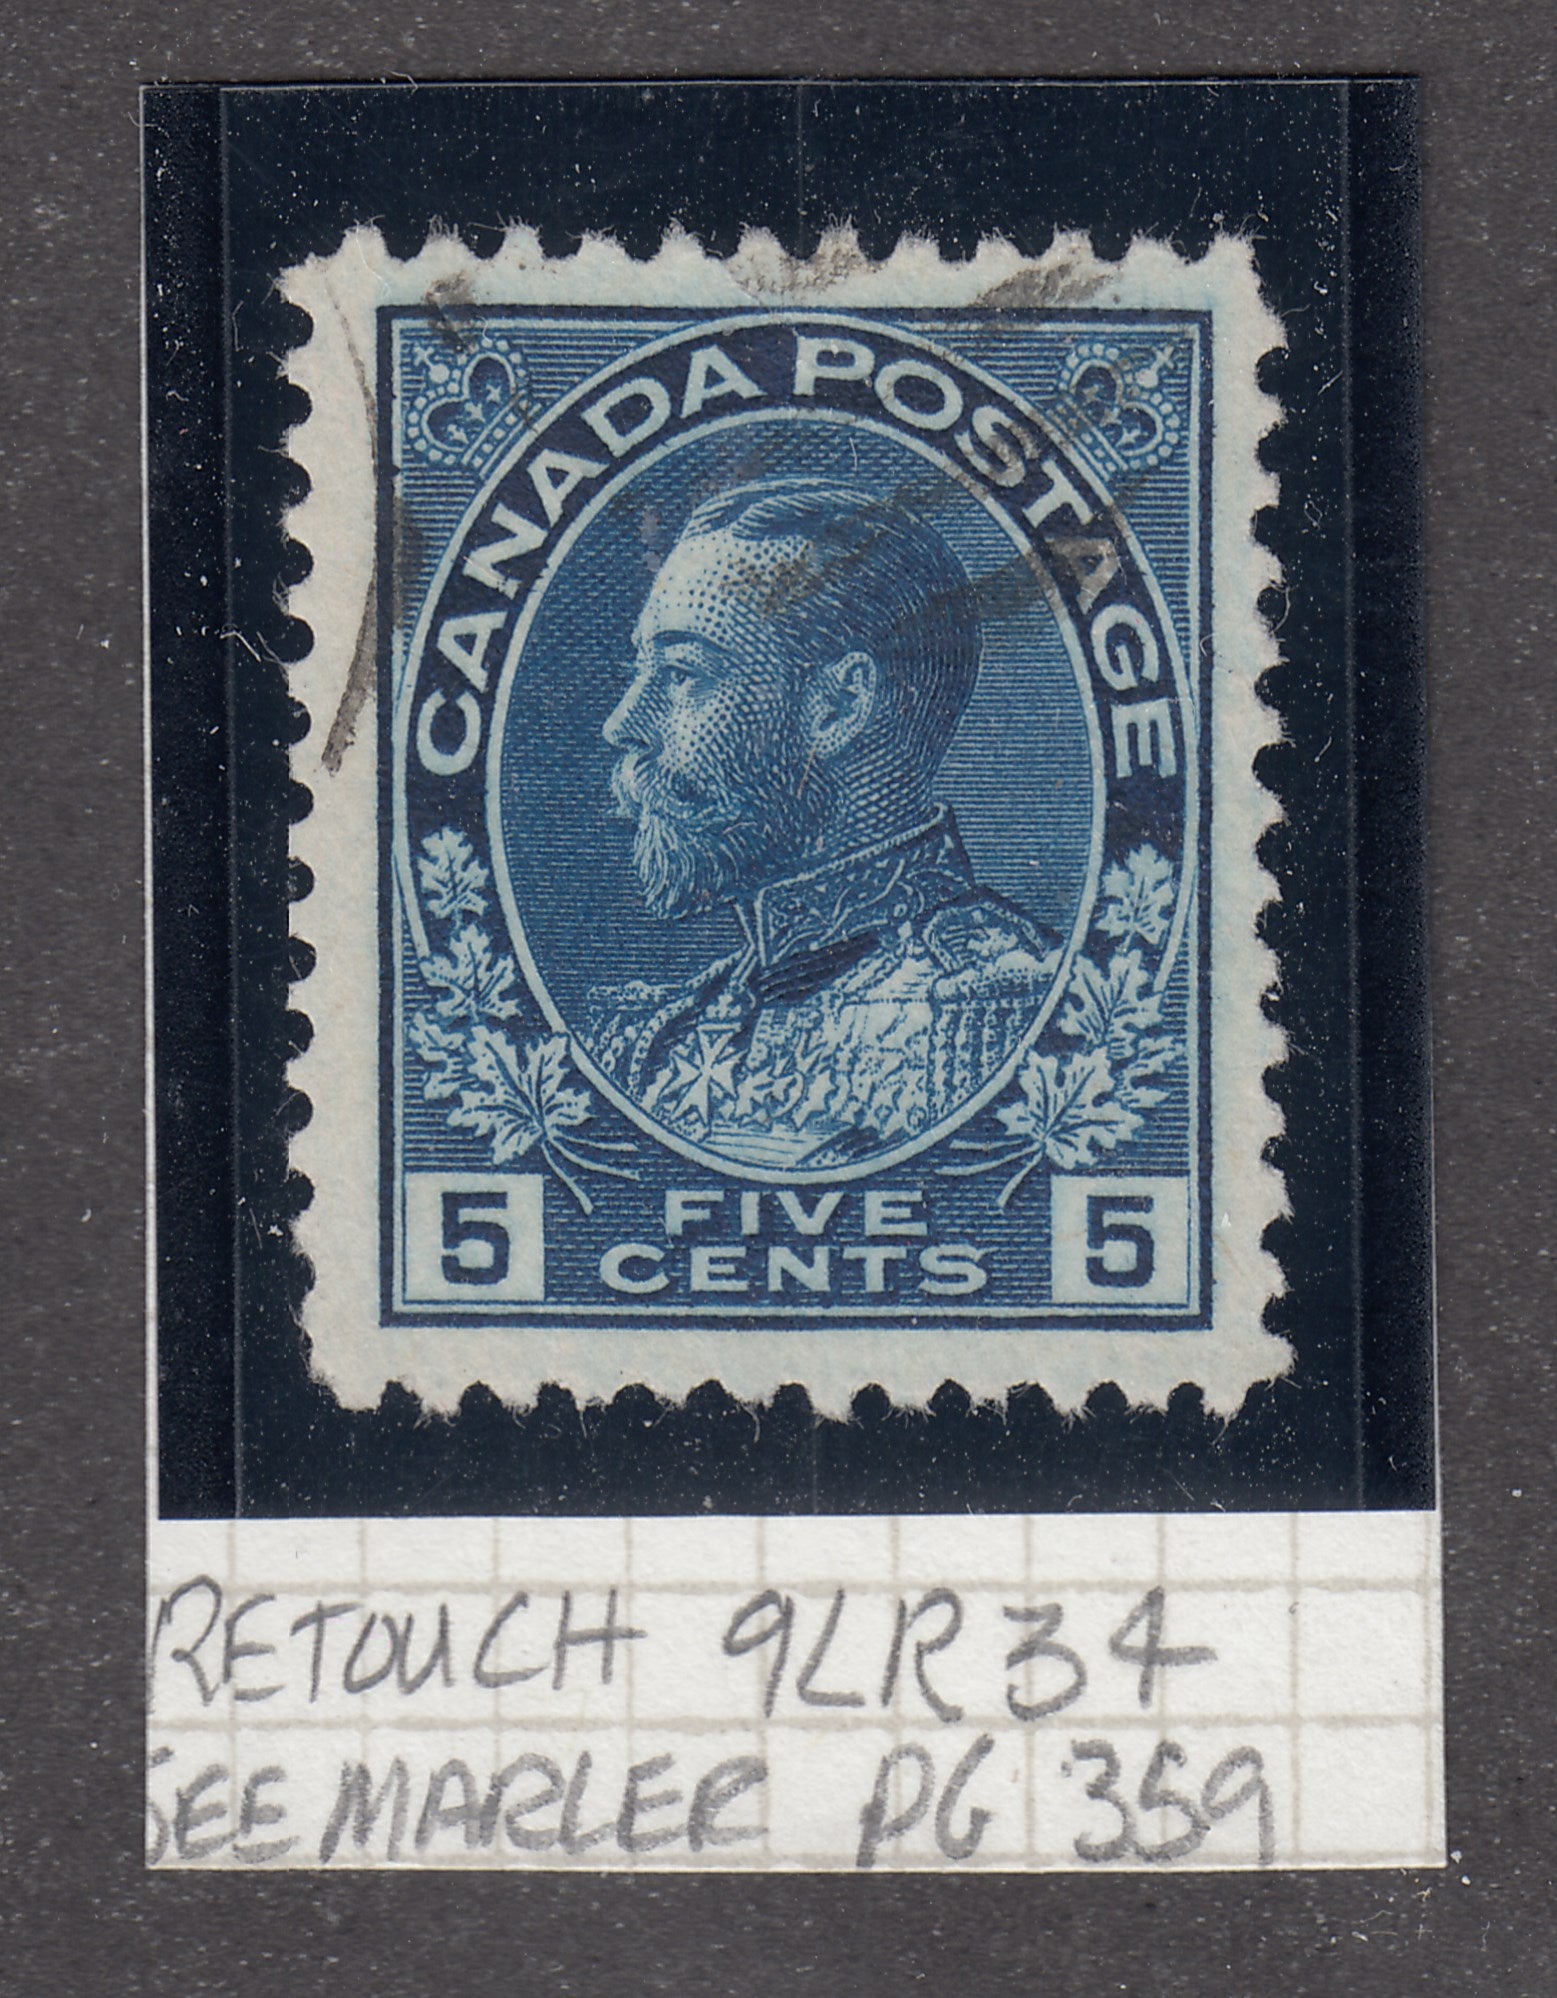 CANADA POSTAGE
5 FIVE CENTS 5
RETOUCH 9LR34
SEE MARLER PG 359